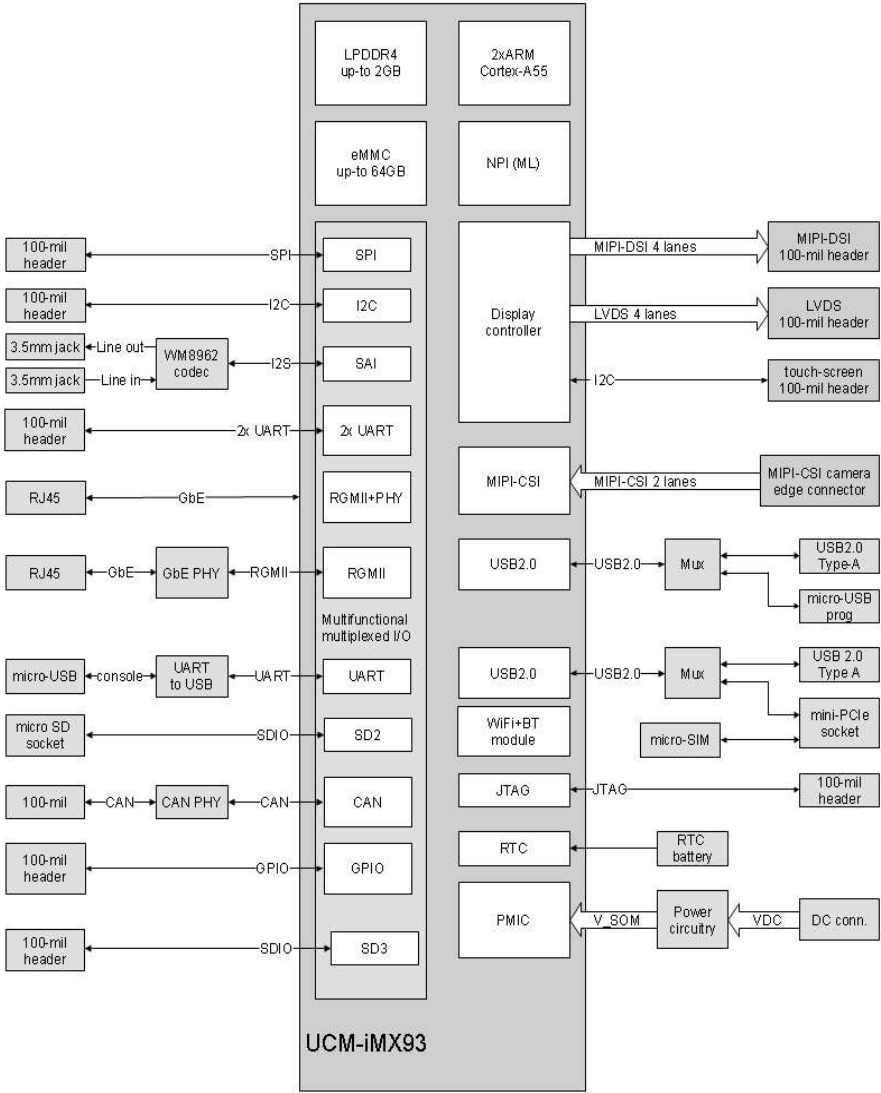 LPDDR4
up-to 2GB
2xARM
Cortex-A55
eMMC
up-to 64GB
NPI (ML)
100-mil
header
SPI
SPI
MIPI-DSI 4 lanes
MIPI-DSI
100-mil header
100-mil
header
I2C
I2C
Display
controller
LVDS 4 lanes
LVDS
100-mil header
3.5mm jack
Line out
WM8962
codec
I2S
SAI
3.5mm jack
Line in
I2C
touch-screen
100-mil header
100-mil
header
2x UART
2x UART
RJ45
GbE
RGMII+PHY
MIPI-CSI
MIPI-CSI 2 lanes
MIPI-CSI camera
edge connector
RJ45
GbE
GbE PHY
RGMII
RGMII
USB2.0
USB2.0
Mux
USB2.0
Type-A
micro-USB
prog
Multifunctional
multiplexed I/O
micro-USB
console
UART
to USB
UART
UART
USB2.0
USB2.0
Mux
USB 2.0
Type A
mini-PCIe
socket
micro SD
socket
SDIO
SD2
WiFi+BT
module
micro-SIM
100-mil
CAN
CAN PHY
CAN
CAN
JTAG
JTAG
100-mil
header
100-mil
header
GPIO
GPIO
RTC
RTC
battery
PMIC
V_SOM
Power
circuitry
VDC
DC conn.
100-mil
header
SDIO
SD3
UCM-iMX93